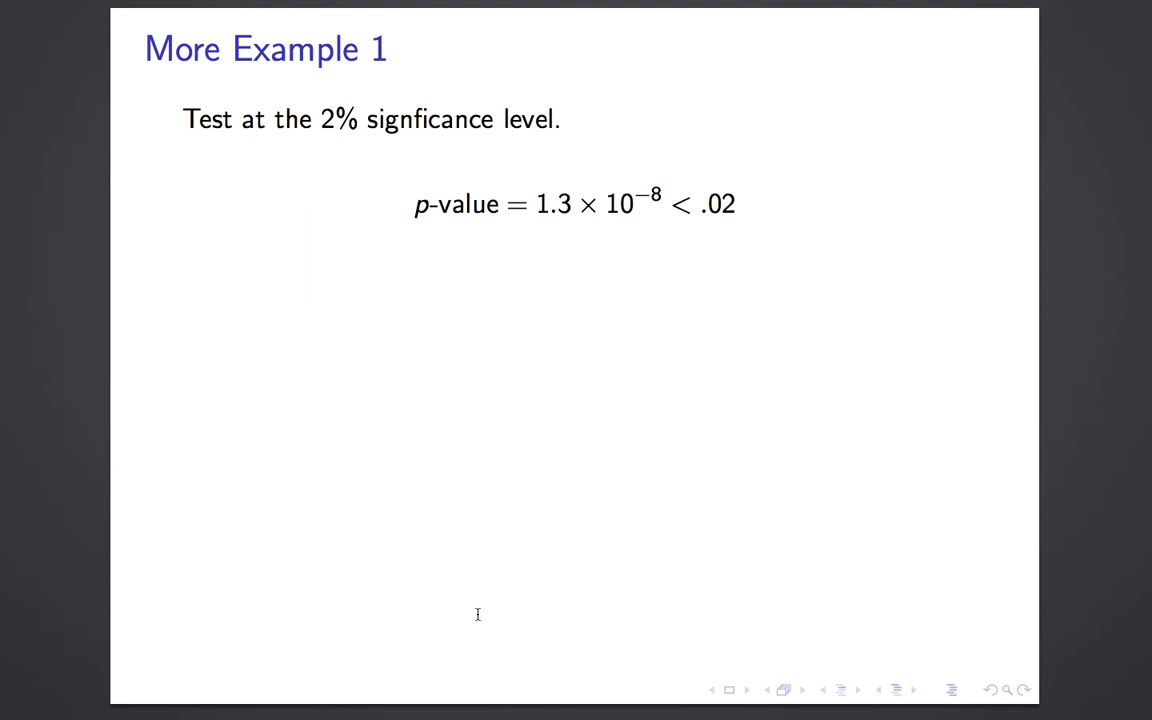 More Example 1
Test at the 2% signficance level.
p-value = 1.3 × 10⁻⁸ < .02